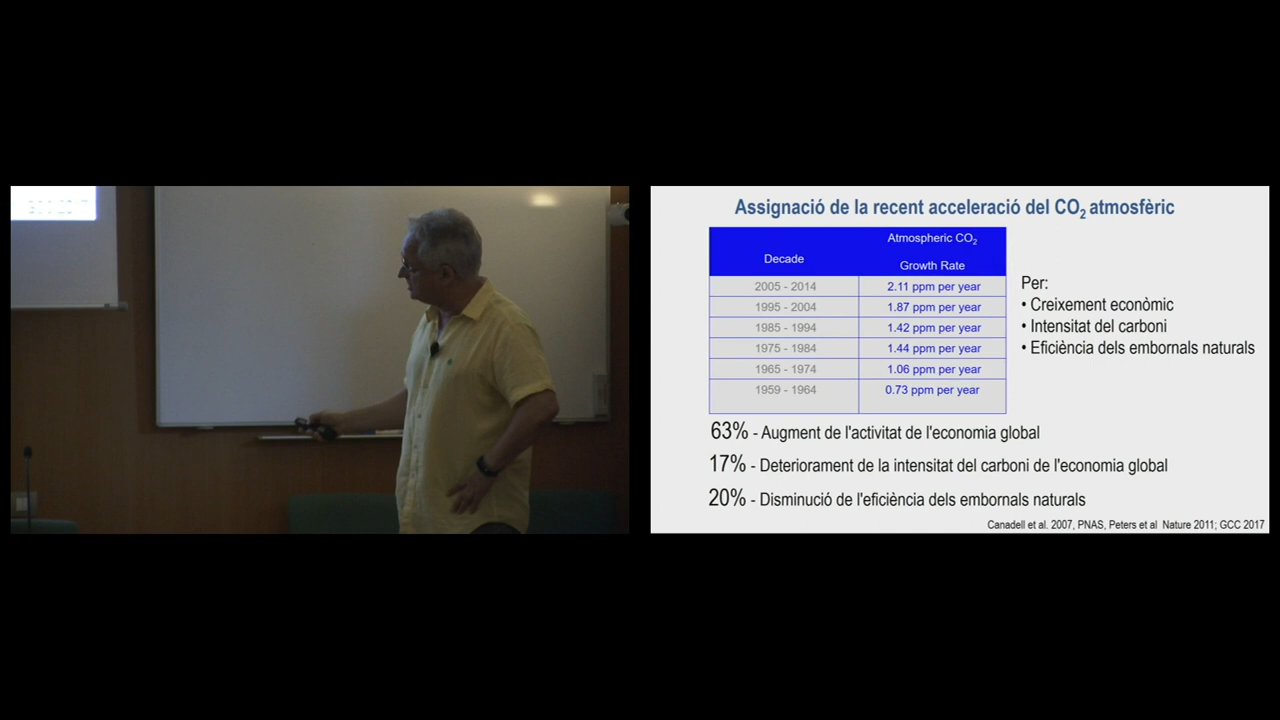 Assignació de la recent acceleració del CO2 atmosfèric
Decade
Atmospheric CO2
Growth Rate
2005 - 2014 2.11 ppm per year
1995 - 2004 1.87 ppm per year
1985 - 1994 1.42 ppm per year
1975 - 1984 1.44 ppm per year
1965 - 1974 1.06 ppm per year
1959 - 1964 0.73 ppm per year
Per:
• Creixement econòmic
• Intensitat del carboni
• Eficiència dels embornals naturals
63% - Augment de l'activitat de l'economia global
17% - Deteriorament de la intensitat del carboni de l'economia global
20% - Disminució de l'eficiència dels embornals naturals
Canadell et al. 2007, PNAS, Peters et al Nature 2011; GCC 2017